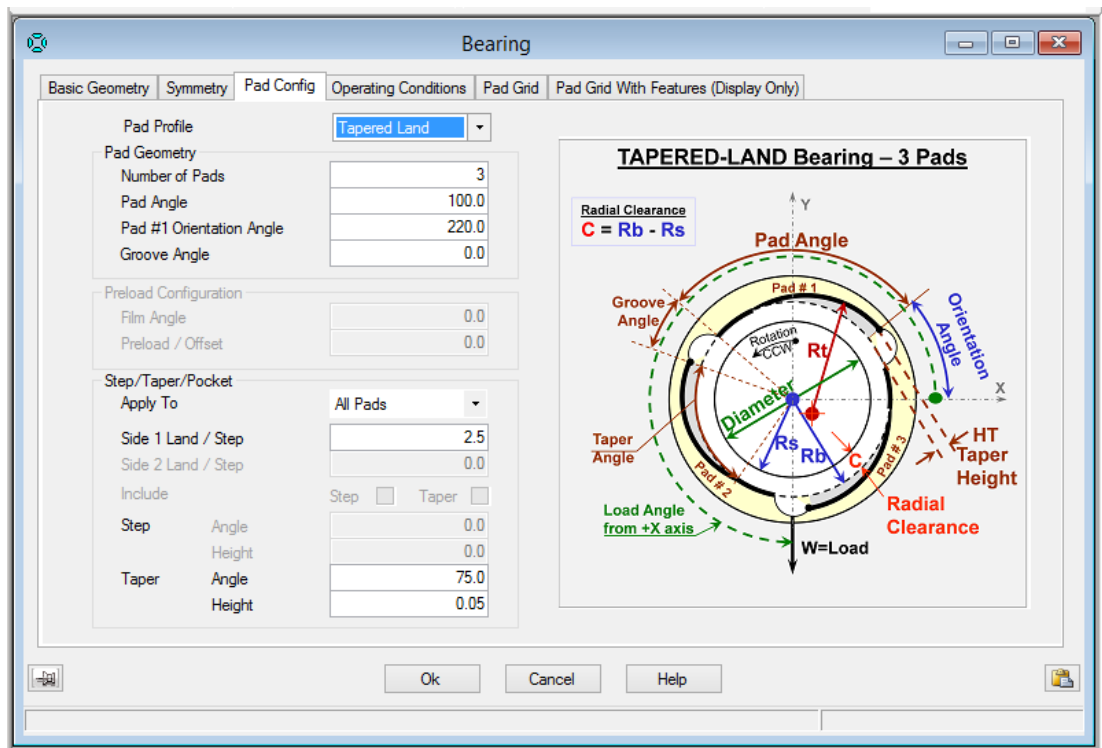 Bearing
Basic Geometry Symmetry Pad Config Operating Conditions Pad Grid Pad Grid With Features (Display Only)
Pad Profile Tapered Land
Pad Geometry
Number of Pads 3
Pad Angle 100.0
Pad #1 Orientation Angle 220.0
Groove Angle 0.0
Preload Configuration
Film Angle 0.0
Preload / Offset 0.0
Step/Taper/Pocket
Apply To All Pads
Side 1 Land / Step 2.5
Side 2 Land / Step 0.0
Include Step Taper
Step Angle 0.0
Height 0.0
Taper Angle 75.0
Height 0.05
TAPERED-LAND Bearing – 3 Pads
Radial Clearance
C = Rb - Rs
Y
Pad Angle
Pad # 1
Groove
Angle
Orientation
Angle
Rotation
CCW
Rt
X
Diameter
Taper
Angle
Rs
Rb
C
Pad # 2
Pad # 3
HT
Taper
Height
Load Angle
from +X axis
Radial
Clearance
W=Load
Ok Cancel Help